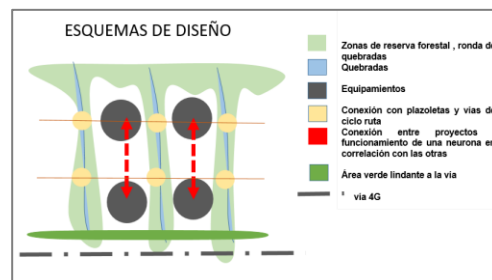 ESQUEMAS DE DISEÑO
Zonas de reserva forestal , ronda de
quebradas
Quebradas
Equipamientos
Conexión con plazoletas y vías de
ciclo ruta
Conexión entre proyectos
funcionamiento de una neurona en
correlación con las otras
Área verde lindante a la vía
vía 4G